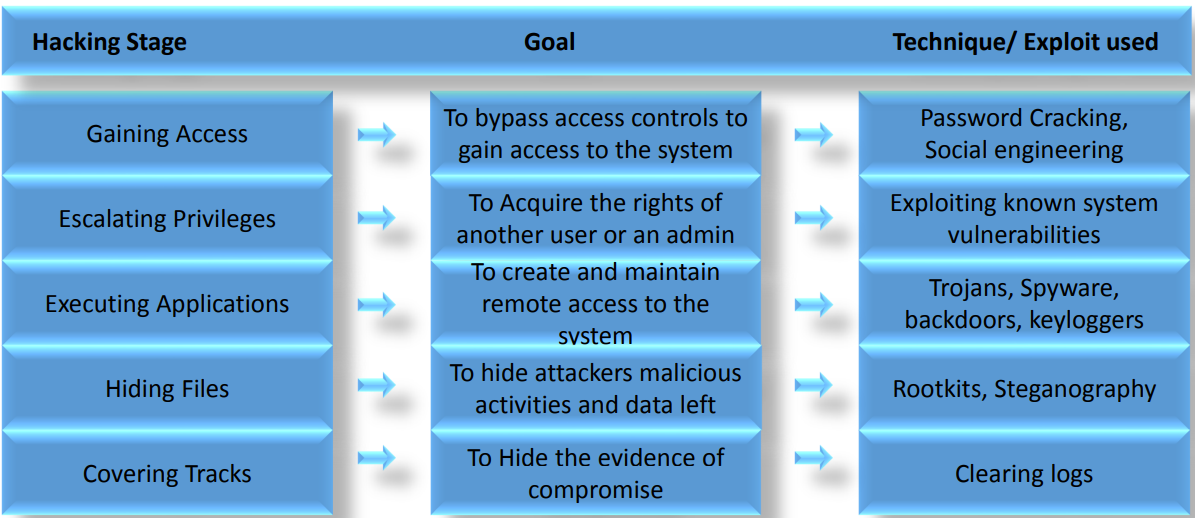 Hacking Stage Goal Technique/ Exploit used
Gaining Access
To bypass access controls to
gain access to the system
Password Cracking,
Social engineering
Escalating Privileges
To Acquire the rights of
another user or an admin
Exploiting known system
vulnerabilities
Executing Applications
To create and maintain
remote access to the
system
Trojans, Spyware,
backdoors, keyloggers
Hiding Files
To hide attackers malicious
activities and data left
Rootkits, Steganography
Covering Tracks
To Hide the evidence of
compromise
Clearing logs